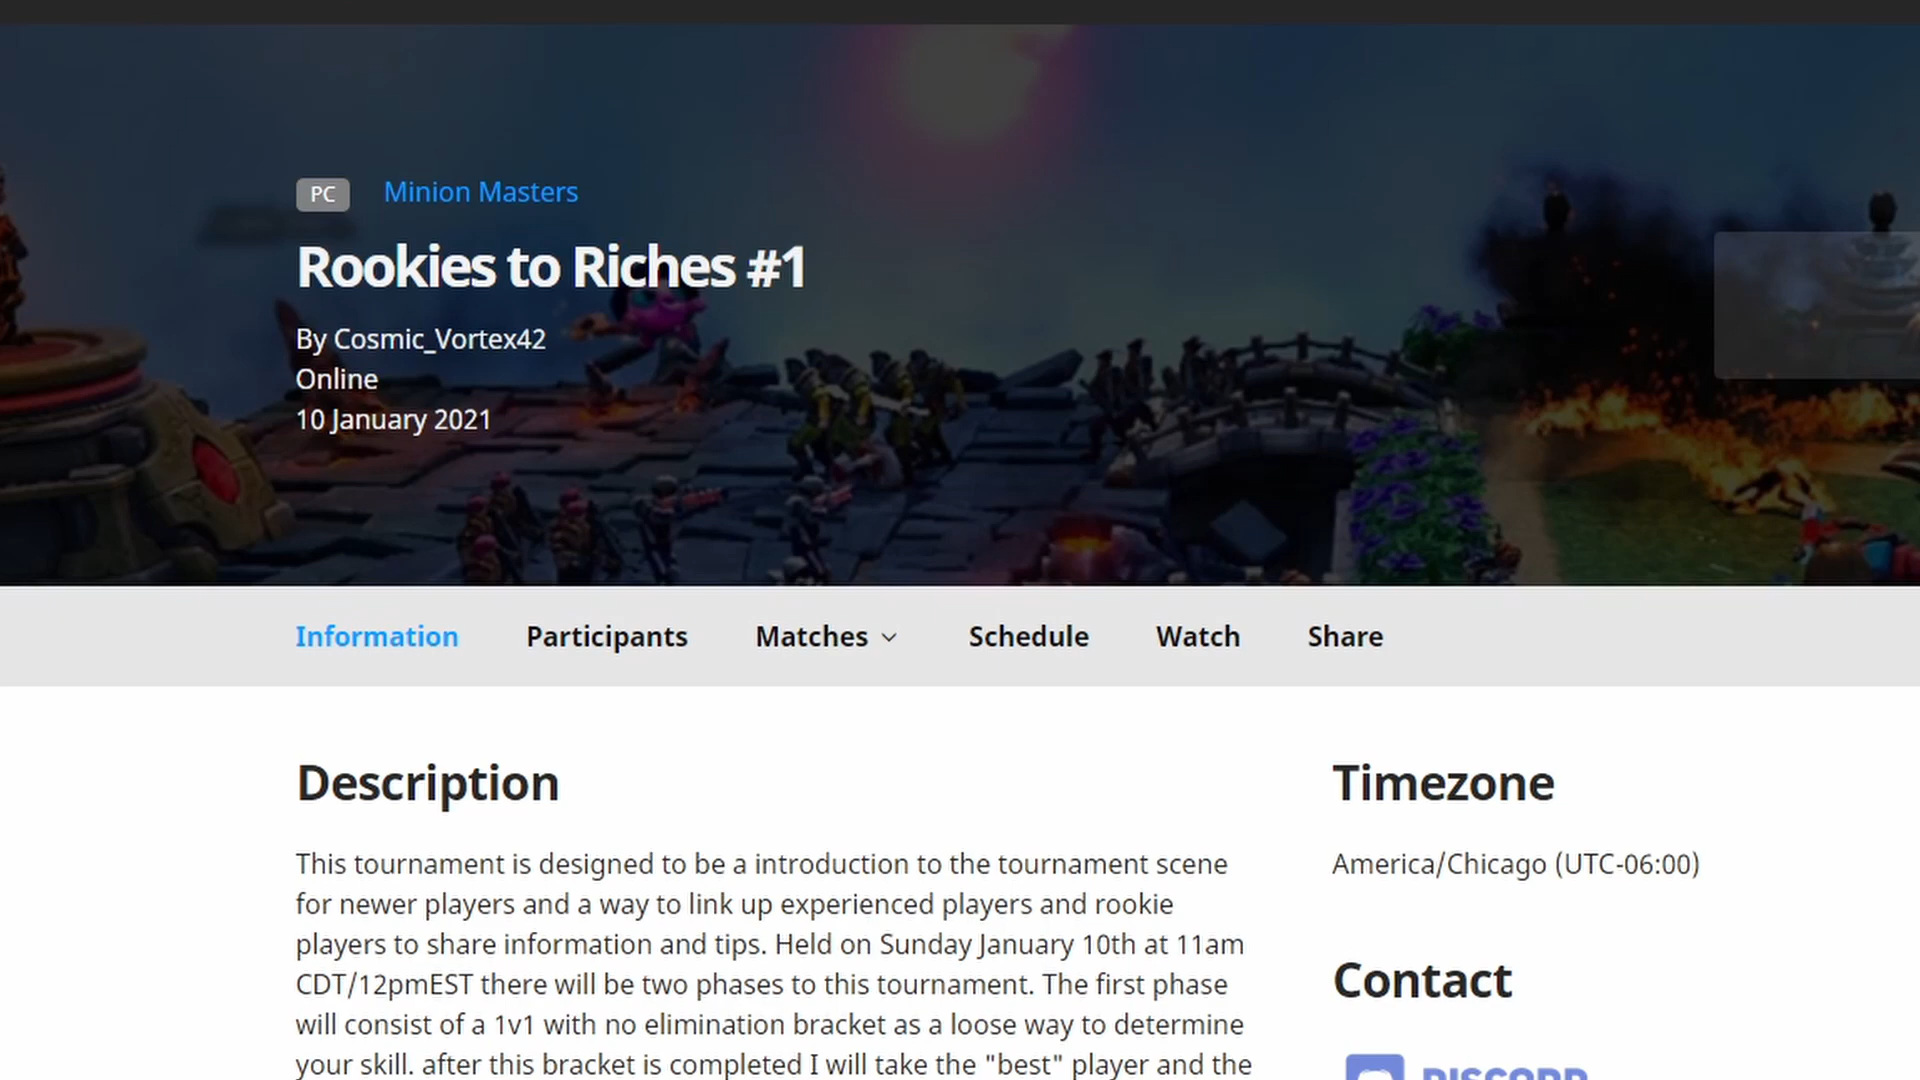 PC Minion Masters
Rookies to Riches #1
By Cosmic_Vortex42
Online
10 January 2021
Information Participants Matches Schedule Watch Share
Description
This tournament is designed to be a introduction to the tournament scene
for newer players and a way to link up experienced players and rookie
players to share information and tips. Held on Sunday January 10th at 11am
CDT/12pmEST there will be two phases to this tournament. The first phase
will consist of a 1v1 with no elimination bracket as a loose way to determine
your skill. after this bracket is completed I will take the "best" player and the
Timezone
America/Chicago (UTC-06:00)
Contact
DISCORD